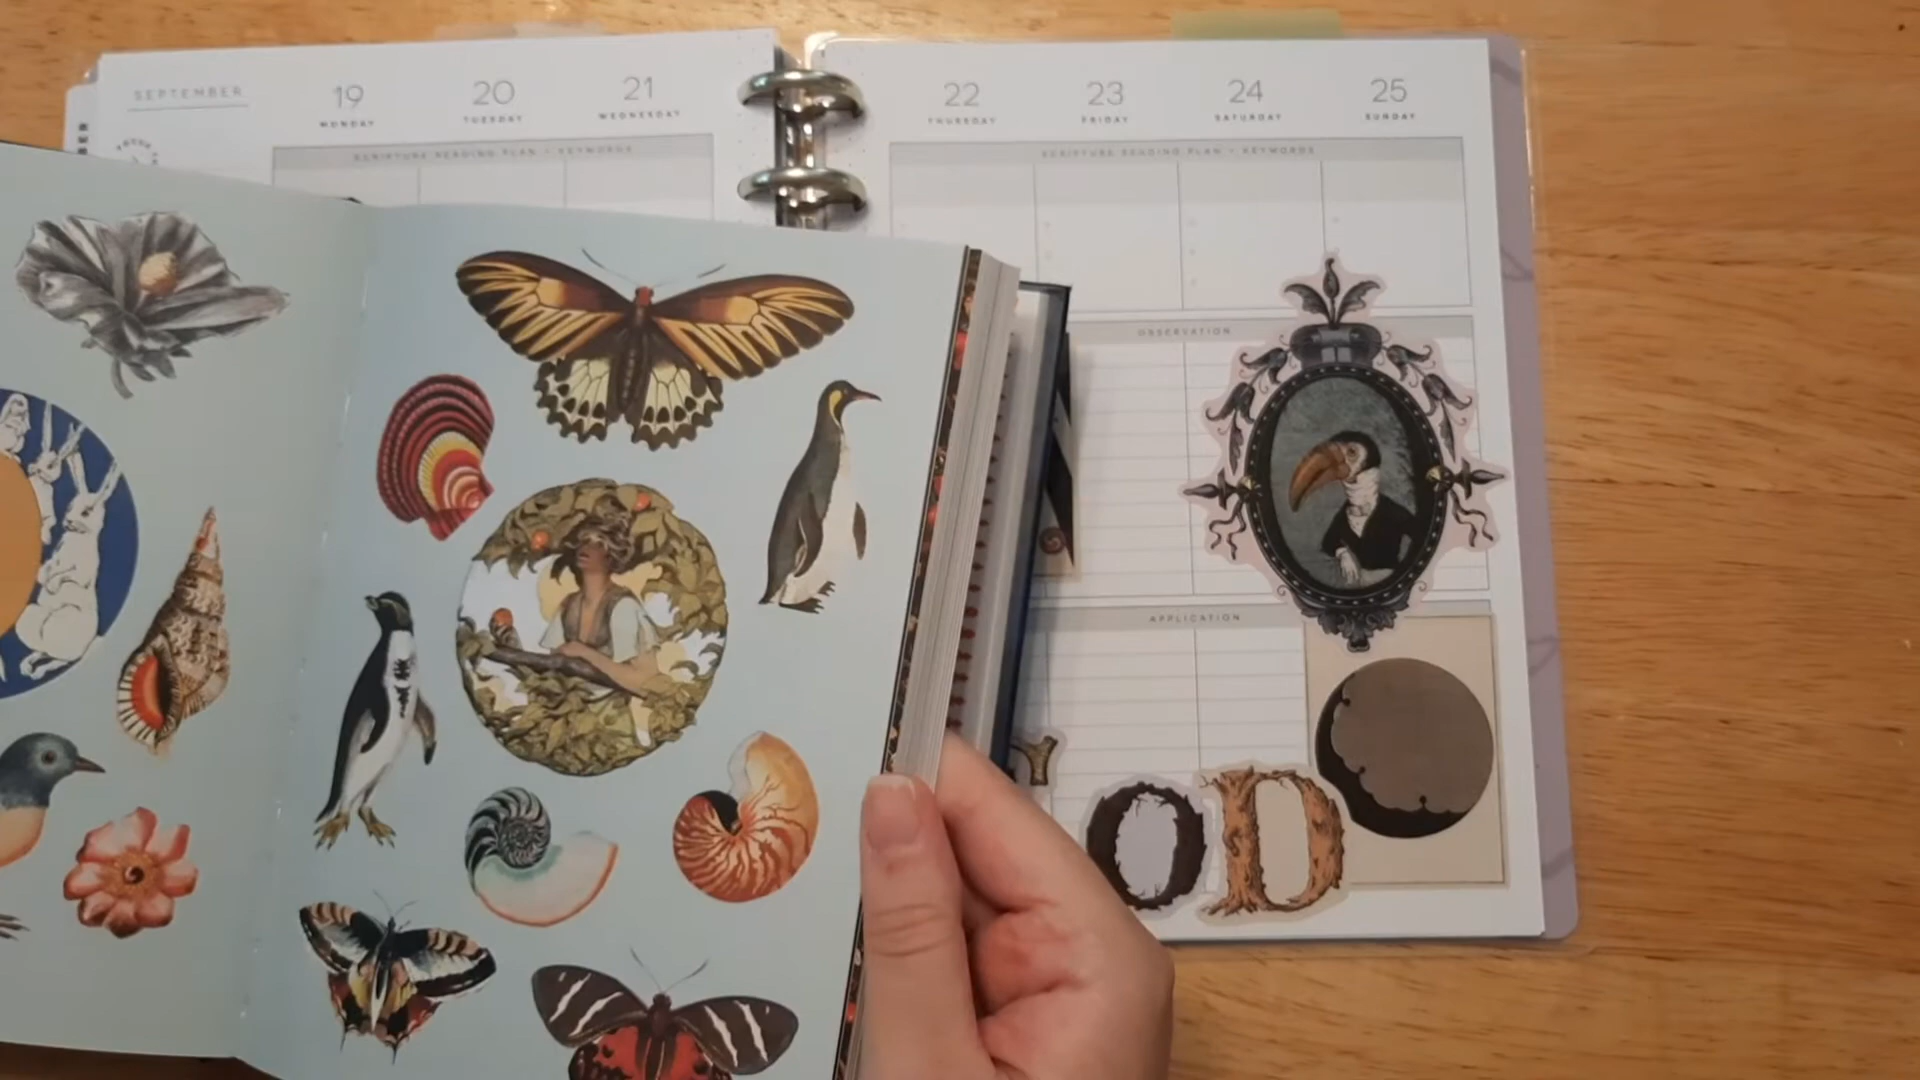 SEPTEMBER
19
MONDAY
20
TUESDAY
21
WEDNESDAY
22
THURSDAY
23
FRIDAY
24
SATURDAY
25
SUNDAY
SCRIPTURE READING PLAN + KEYWORDS
SCRIPTURE READING PLAN + KEYWORDS
OBSERVATION
APPLICATION
Y
OD